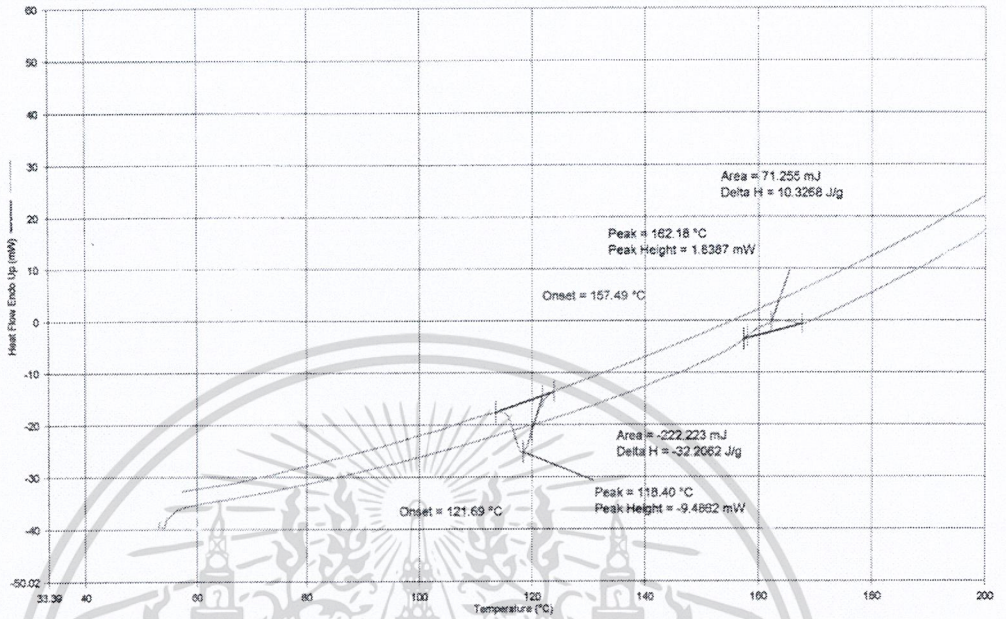 60
50
40
30
20
10
0
-10
-20
-30
-40
-50.02
Heat Flow Endo Up (mW)
Area = 71.255 mJ
Delta H = 10.3268 J/g
Peak = 162.18 °C
Peak Height = 1.8387 mW
Onset = 157.49 °C
Area = -222.223 mJ
Delta H = -32.2062 J/g
Peak = 118.40 °C
Peak Height = -9.4862 mW
Onset = 121.69 °C
33.39 40 60 80 100 120 140 160 180 200
Temperature (°C)